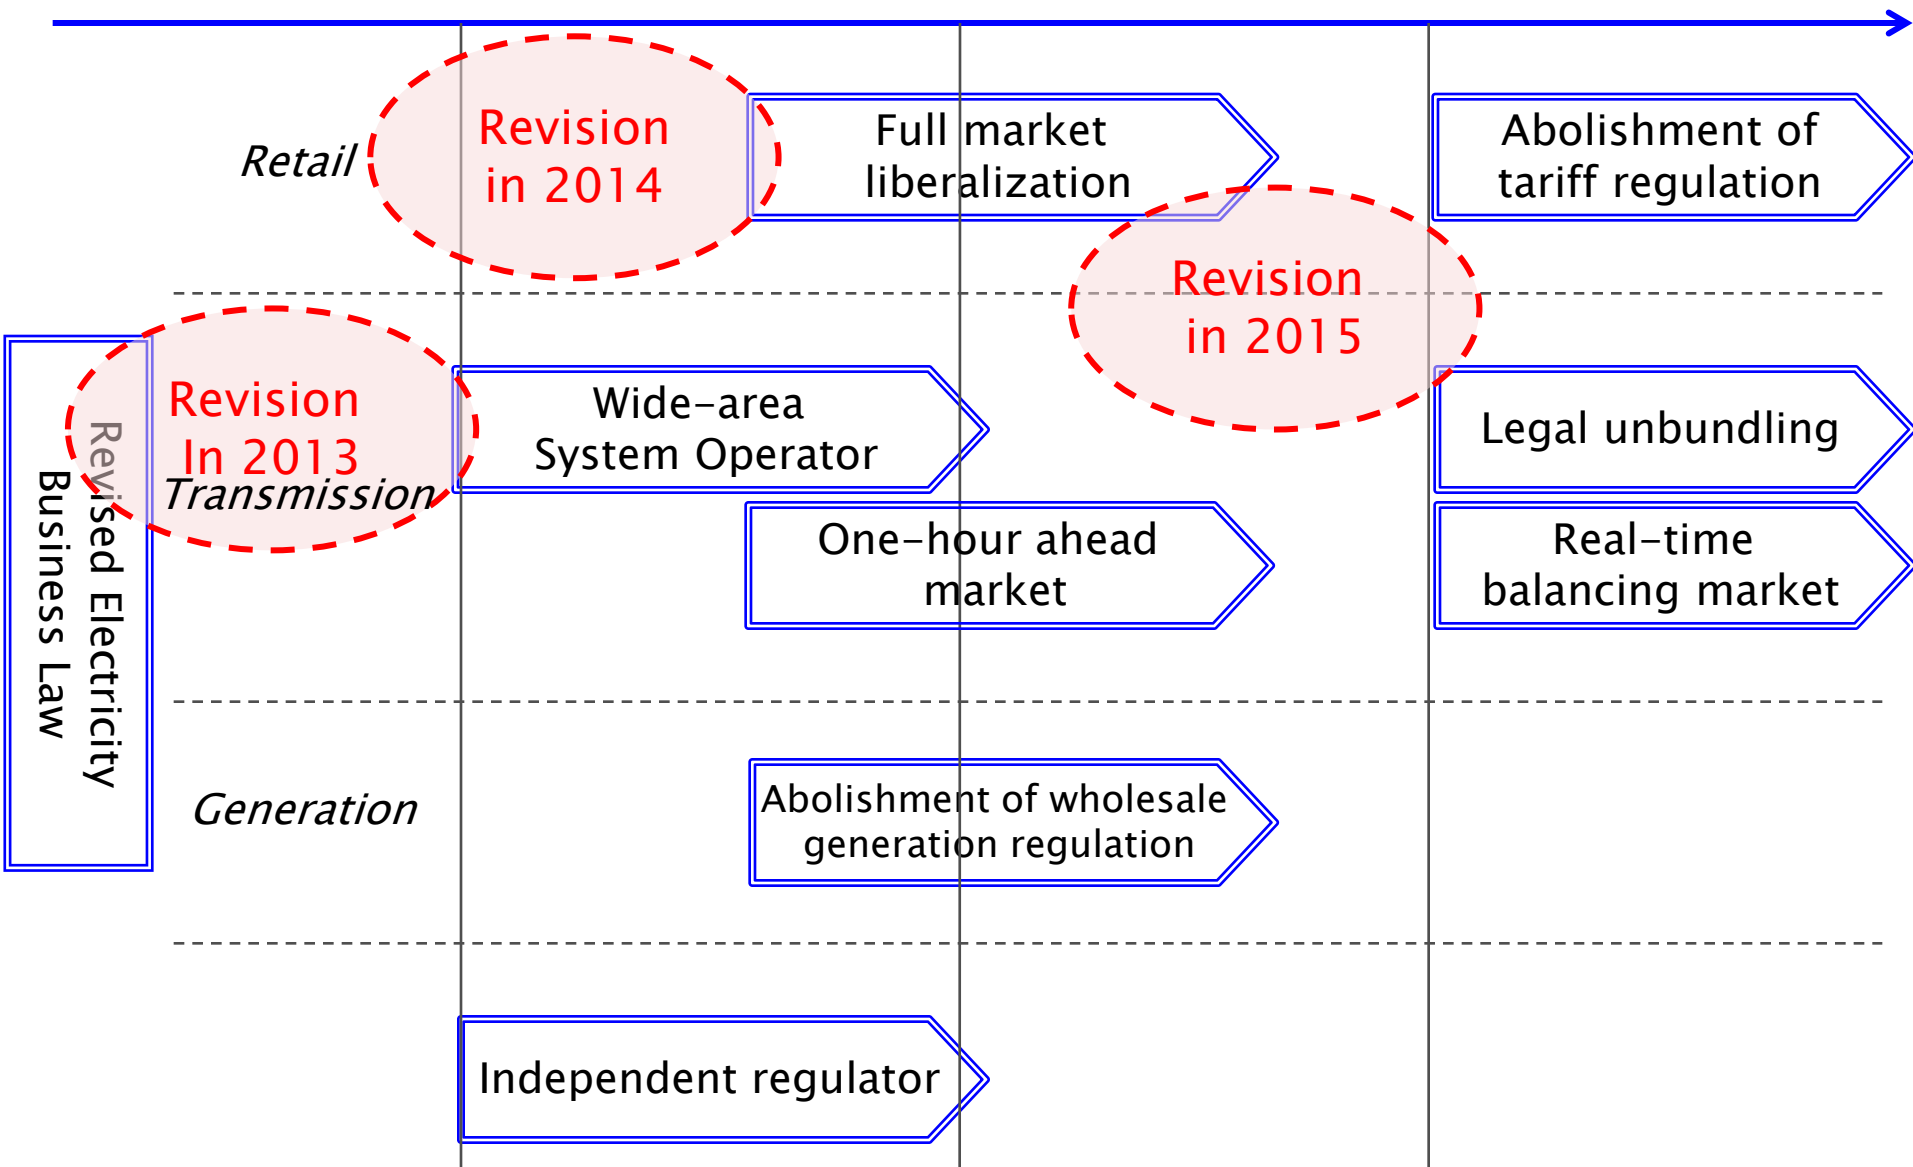 Retail
Revision
in 2014
Full market
liberalization
Abolishment of
tariff regulation
Revision
in 2015
Revised Electricity
Business Law
Revision
In 2013
Transmission
Wide-area
System Operator
Legal unbundling
One-hour ahead
market
Real-time
balancing market
Generation
Abolishment of wholesale
generation regulation
Independent regulator